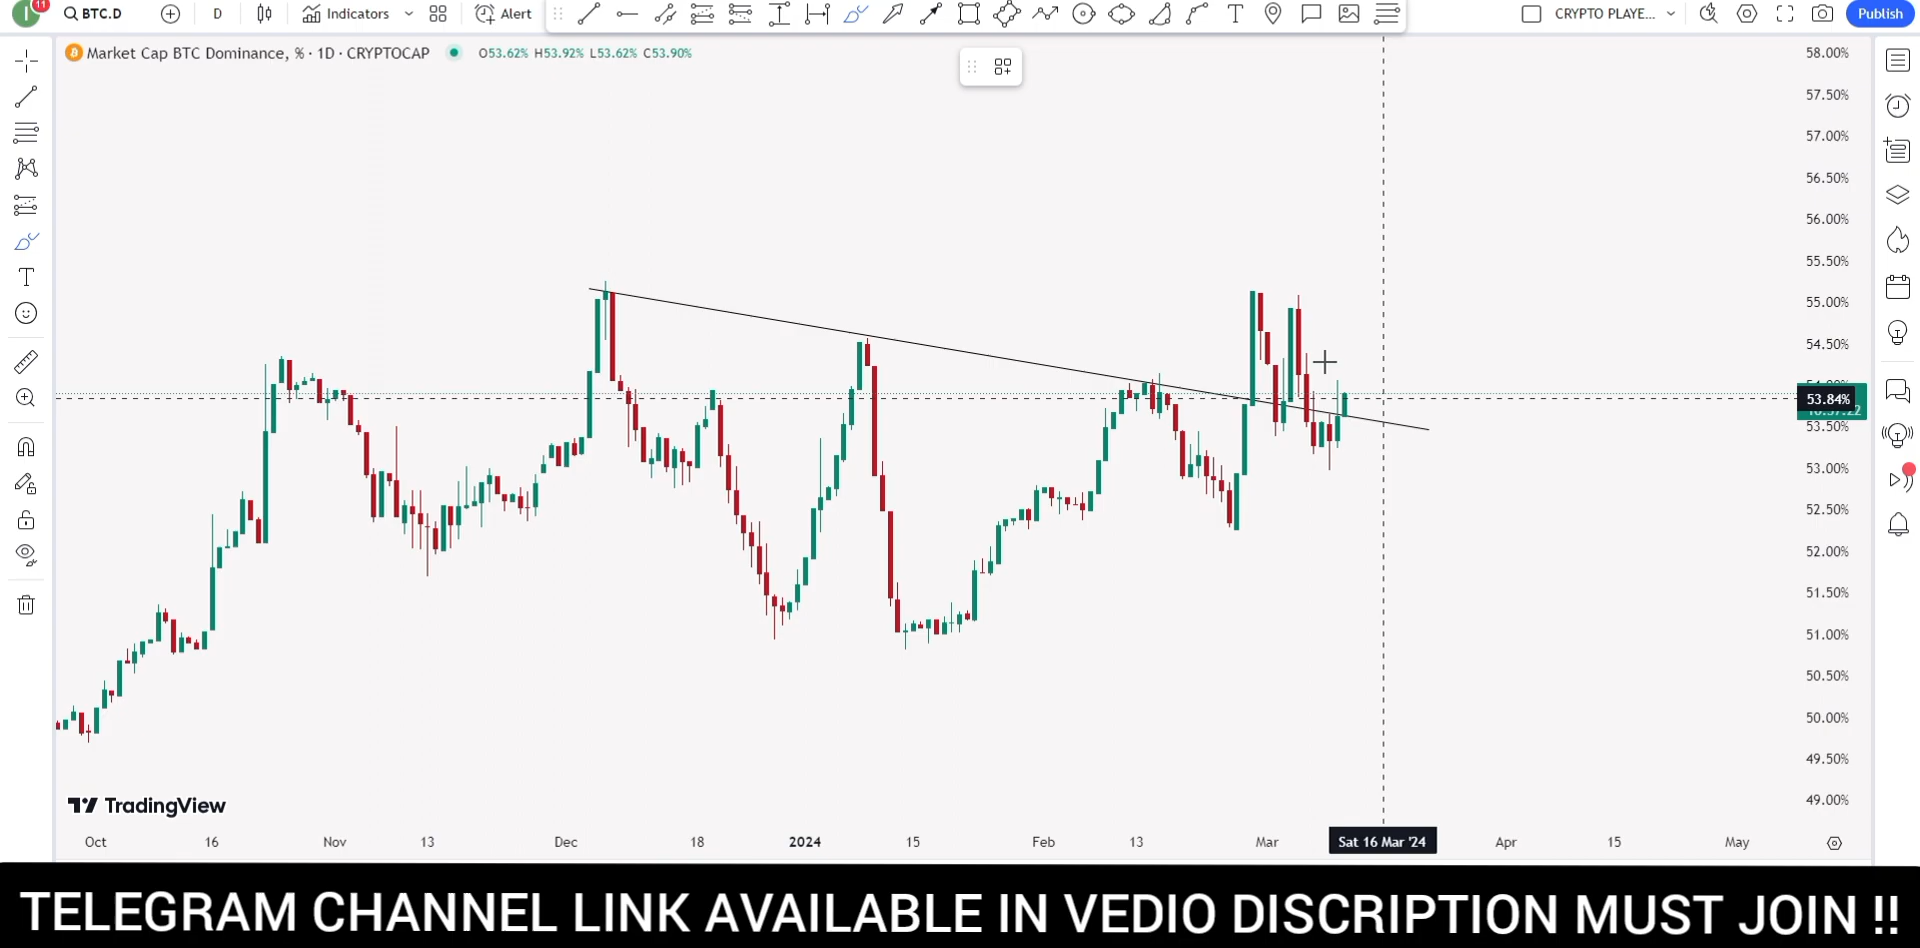 11
BTC.D
D
Indicators
Alert
CRYPTO PLAYE...
Publish
Market Cap BTC Dominance, % · 1D · CRYPTOCAP
O53.62% H53.92% L53.62% C53.90%
58.00%
57.50%
57.00%
56.50%
56.00%
55.50%
55.00%
54.50%
53.84%
53.50%
53.00%
52.50%
52.00%
51.50%
51.00%
50.50%
50.00%
49.50%
49.00%
TradingView
Oct 16 Nov 13 Dec 18 2024 15 Feb 13 Mar Sat 16 Mar '24 Apr 15 May
TELEGRAM CHANNEL LINK AVAILABLE IN VEDIO DISCRIPTION MUST JOIN !!